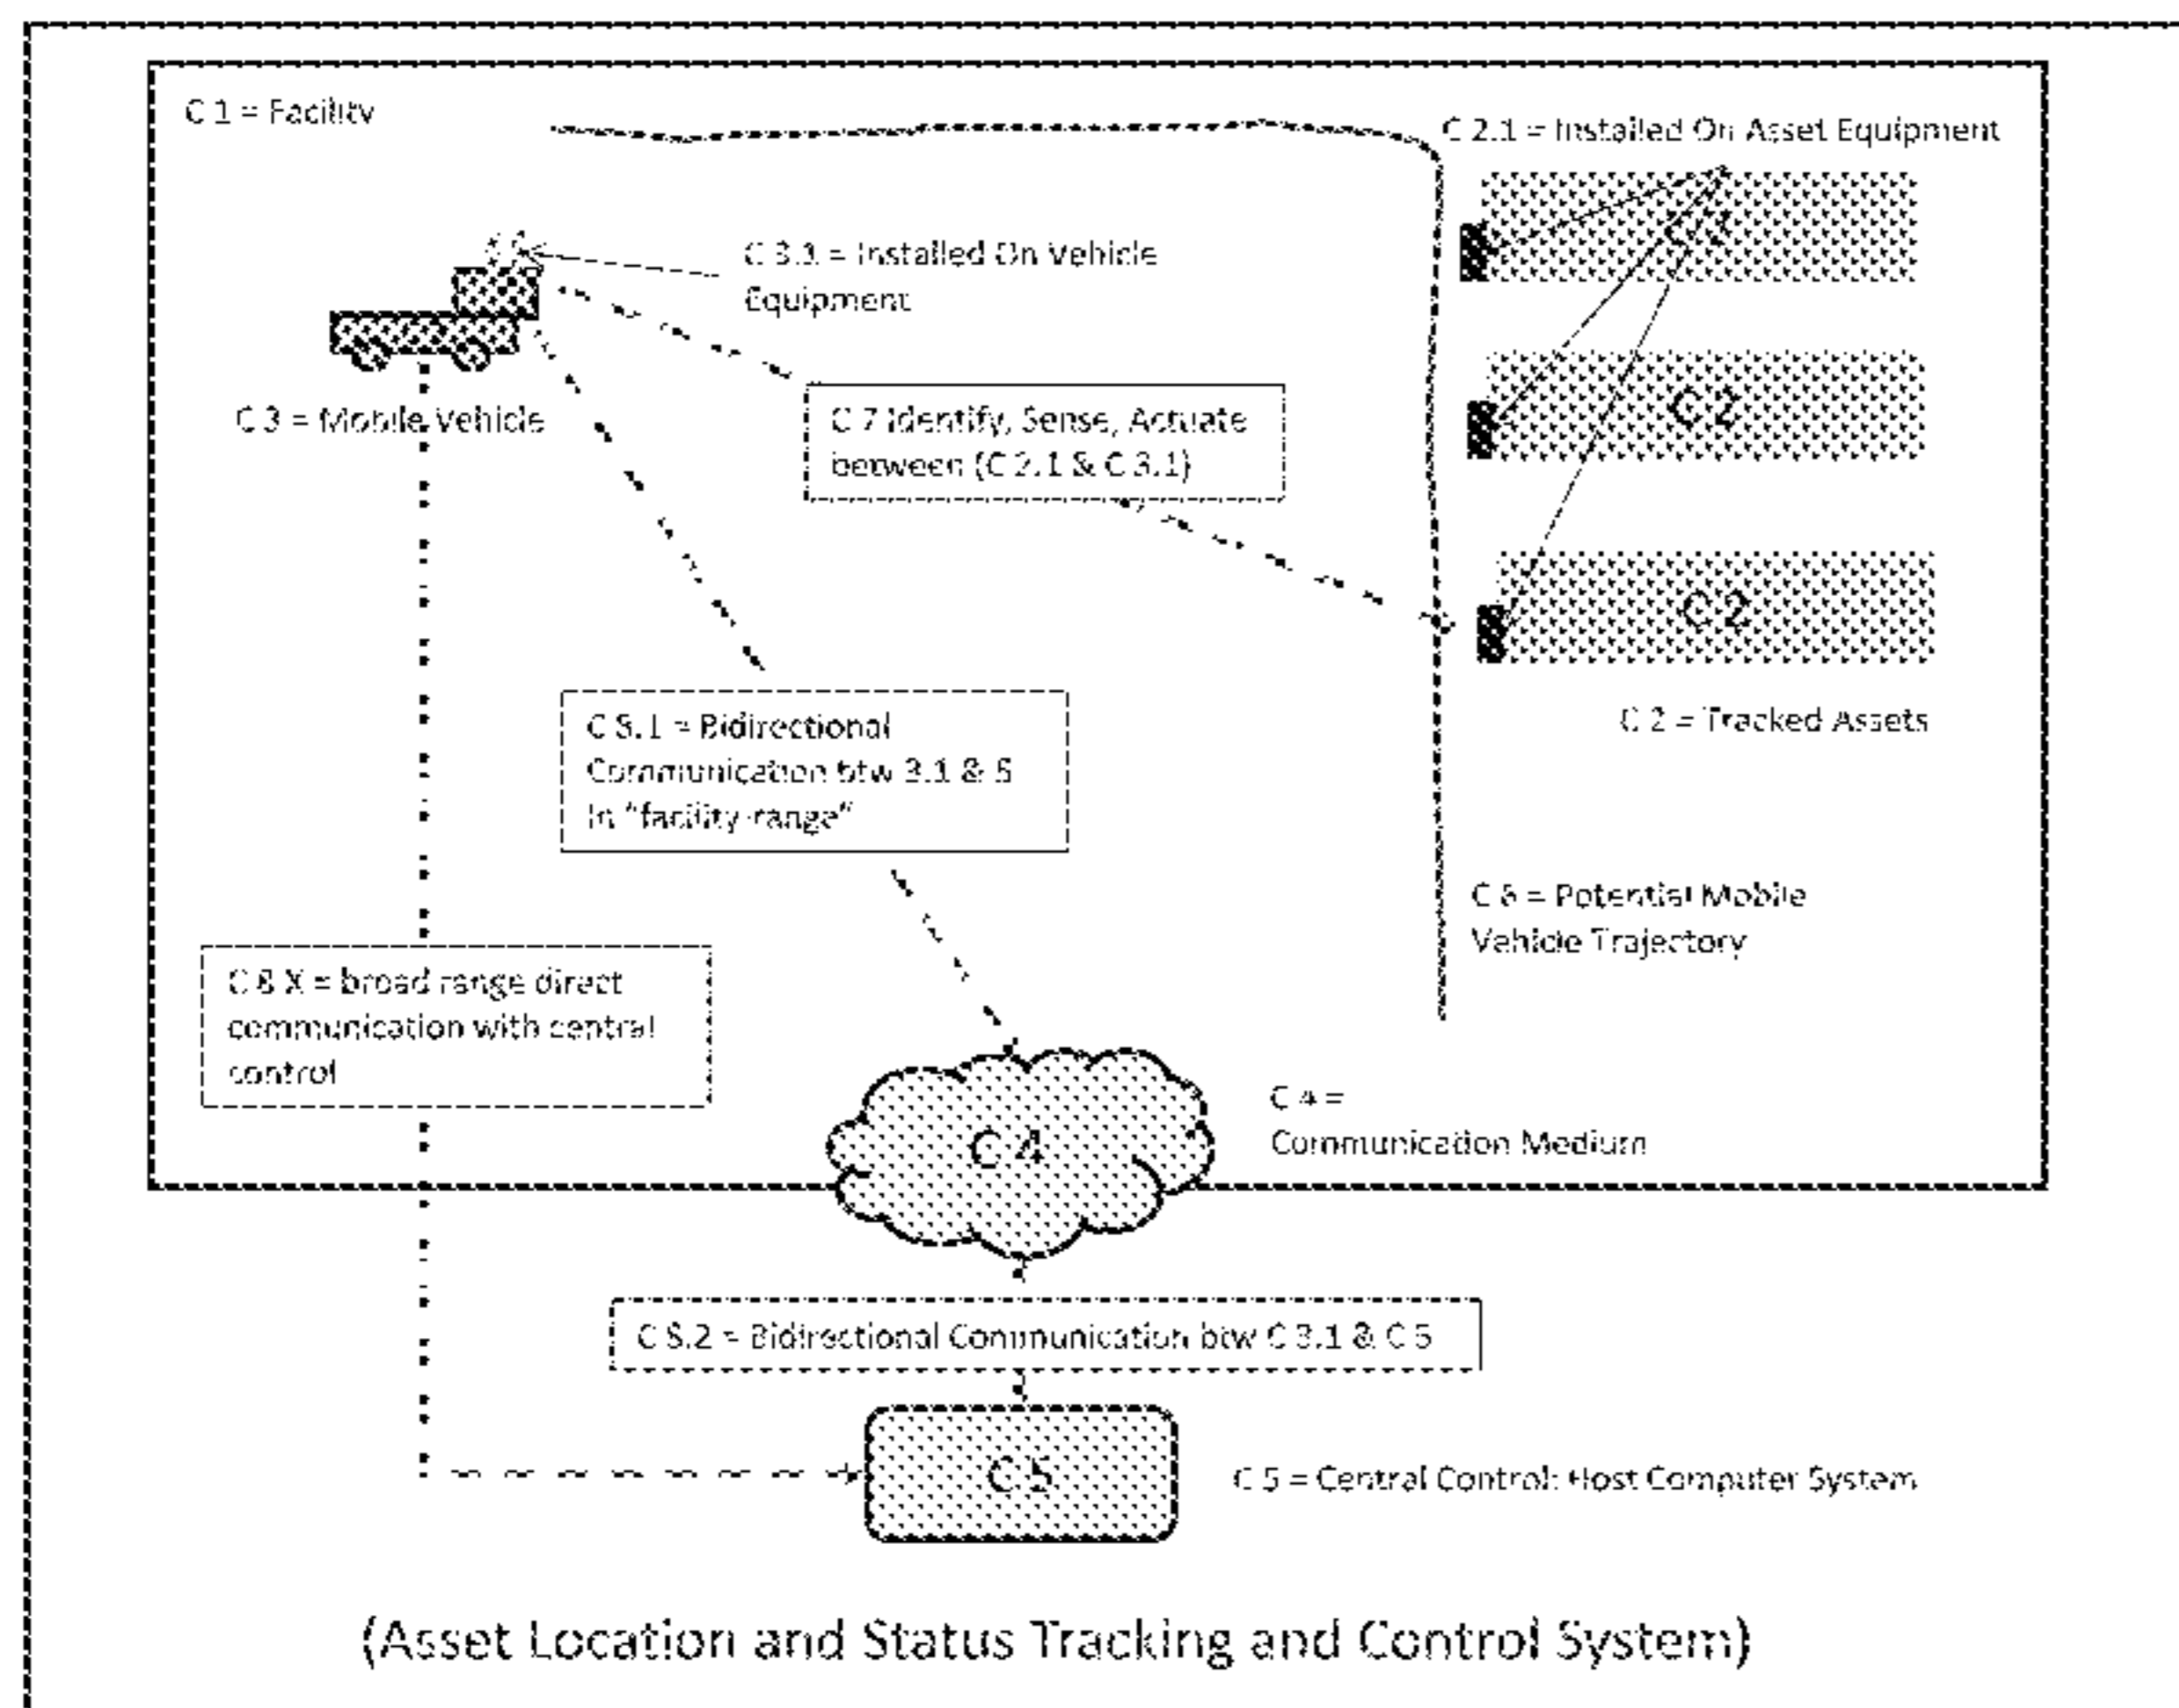 C 1 = Facility
C 2.1 = Installed On Asset Equipment
C 3.1 = Installed On Vehicle
Equipment
C 3 = Mobile Vehicle
C 7 Identify, Sense, Actuate
between (C 2.1 & C 3.1)
C 2
C 2
C 2 = Tracked Assets
C 8.1 = Bidirectional
Communication btw 3.1 & 5
In "facility-range"
C 6 = Potential Mobile
Vehicle Trajectory
C 8 X = broad range direct
communication with central
control
C 4
C 4 =
Communication Medium
C 8.2 = Bidirectional Communication btw C 3.1 & C 5
C 5
C 5 = Central Control: Host Computer System
(Asset Location and Status Tracking and Control System)